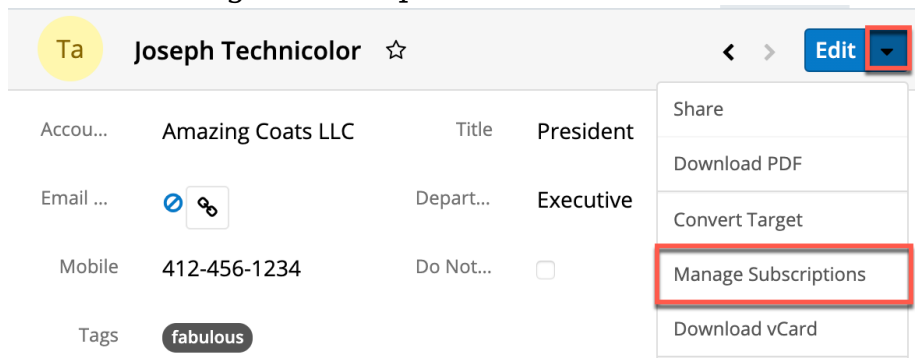 Ta Joseph Technicolor Edit
Share
Accou... Amazing Coats LLC Title President
Download PDF
Email ... Depart... Executive
Convert Target
Mobile 412-456-1234 Do Not...
Manage Subscriptions
Tags fabulous
Download vCard